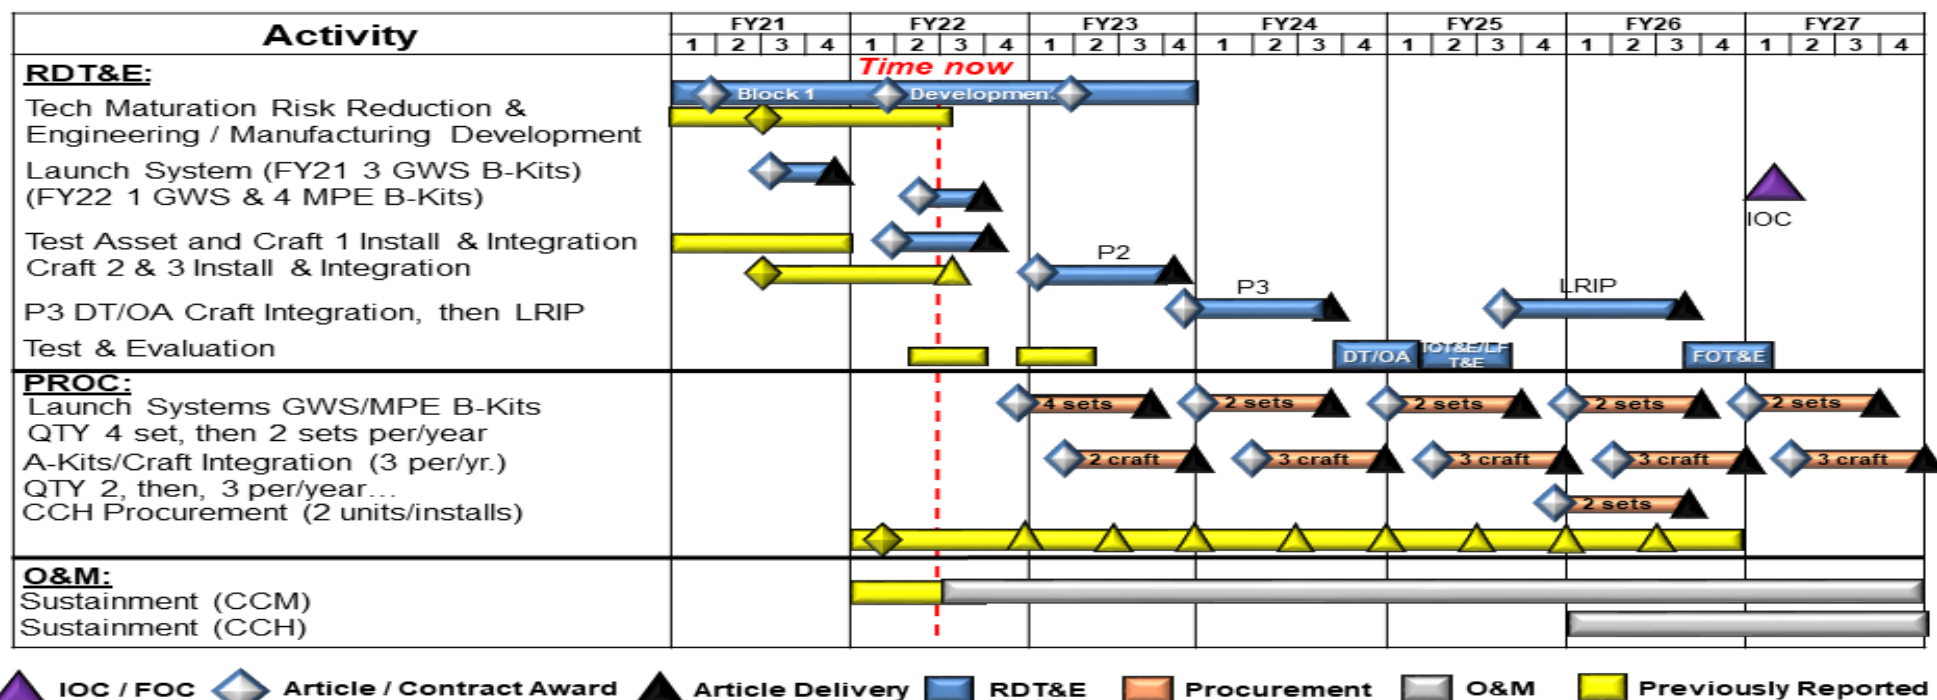 Activity
FY21 FY22 FY23 FY24 FY25 FY26 FY27
1 2 3 4 1 2 3 4 1 2 3 4 1 2 3 4 1 2 3 4 1 2 3 4 1 2 3 4
RDT&E:
Time now
Block 1 Development
Tech Maturation Risk Reduction &
Engineering / Manufacturing Development
Launch System (FY21 3 GWS B-Kits)
(FY22 1 GWS & 4 MPE B-Kits)
IOC
Test Asset and Craft 1 Install & Integration
Craft 2 & 3 Install & Integration
P2
P3 DT/OA Craft Integration, then LRIP
P3
LRIP
Test & Evaluation
DT/OA
IOT&E/LF
T&E
FOT&E
PROC:
Launch Systems GWS/MPE B-Kits
4 sets 2 sets 2 sets 2 sets 2 sets
QTY 4 set, then 2 sets per/year
A-Kits/Craft Integration (3 per/yr.)
2 craft 3 craft 3 craft 3 craft 3 craft
QTY 2, then, 3 per/year...
CCH Procurement (2 units/installs)
2 sets
O&M:
Sustainment (CCM)
Sustainment (CCH)
IOC / FOC Article / Contract Award Article Delivery RDT&E Procurement O&M Previously Reported